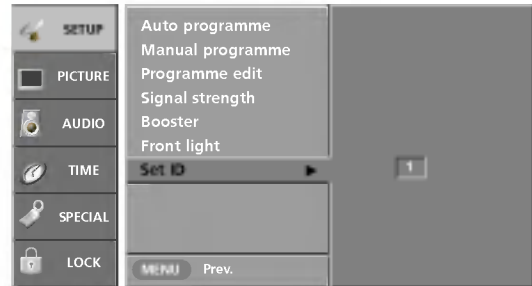 SETUP
PICTURE
AUDIO
TIME
SPECIAL
LOCK
Auto programme
Manual programme
Programme edit
Signal strength
Booster
Front light
Set ID
1
MENU Prev.